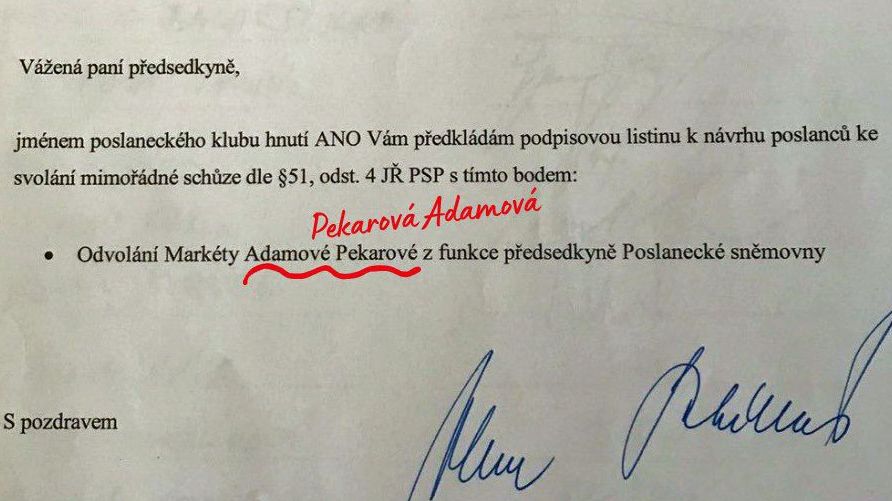 Vážená paní předsedkyně,
jménem poslaneckého klubu hnutí ANO Vám předkládám podpisovou listinu k návrhu poslanců ke
svolání mimořádné schůze dle §51, odst. 4 JŘ PSP s tímto bodem:
Pekarová Adamová
• Odvolání Markéty Adamové Pekarové z funkce předsedkyně Poslanecké sněmovny
S pozdravem